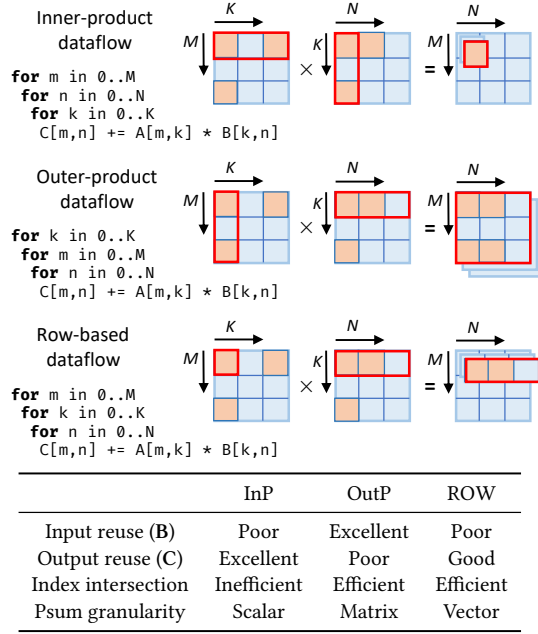 Inner-product
dataflow
for m in 0..M
for n in 0..N
for k in 0..K
C[m,n] += A[m,k] * B[k,n]
K
M
×
N
K
=
N
M
Outer-product
dataflow
for k in 0..K
for m in 0..M
for n in 0..N
C[m,n] += A[m,k] * B[k,n]
K
M
×
N
K
=
N
M
Row-based
dataflow
for m in 0..M
for k in 0..K
for n in 0..N
C[m,n] += A[m,k] * B[k,n]
K
M
×
N
K
=
N
M
InP OutP ROW
Input reuse (B) Poor Excellent Poor
Output reuse (C) Excellent Poor Good
Index intersection Inefficient Efficient Efficient
Psum granularity Scalar Matrix Vector